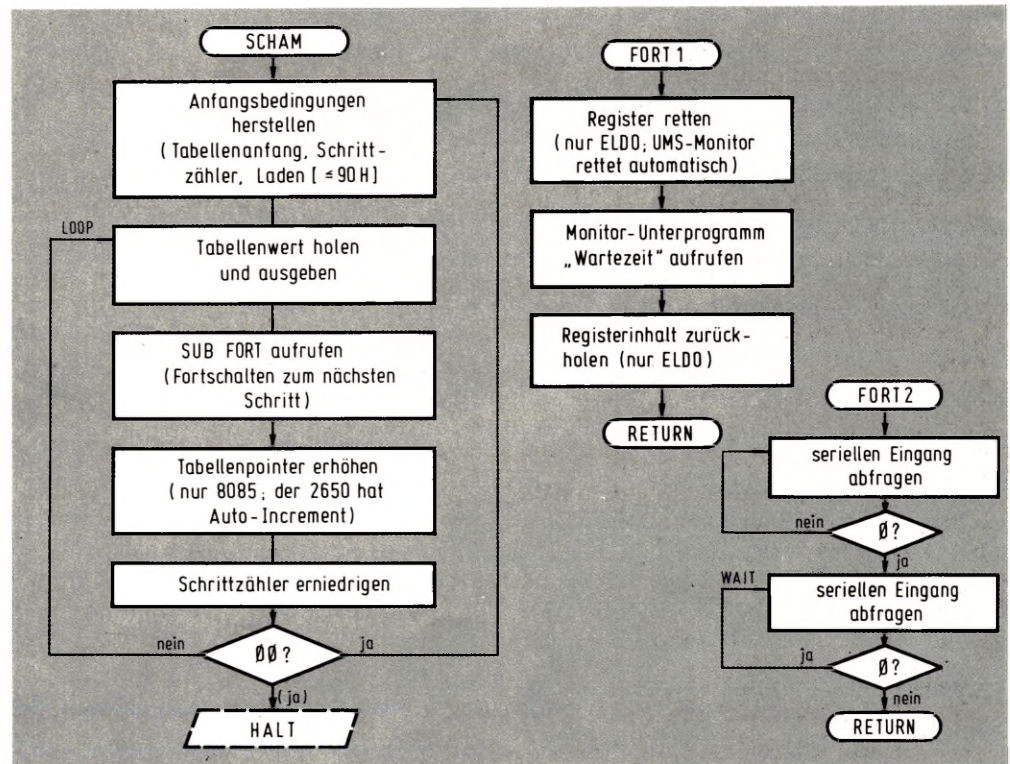 SCHAM
Anfangsbedingungen
herstellen
(Tabellenanfang, Schritt-
zähler, Laden [≤90H]
LOOP
Tabellenwert holen
und ausgeben
SUB FORT aufrufen
(Fortschalten zum nächsten
Schritt)
Tabellenpointer erhöhen
(nur 8085; der 2650 hat
Auto-Increment)
Schrittzähler erniedrigen
nein
ØØ?
ja
(ja)
HALT
FORT 1
Register retten
(nur ELDO; UMS-Monitor
rettet automatisch)
Monitor-Unterprogramm
„Wartezeit" aufrufen
Registerinhalt zurück-
holen (nur ELDO)
RETURN
FORT 2
seriellen Eingang
abfragen
nein
Ø?
ja
WAIT
seriellen Eingang
abfragen
ja
Ø?
nein
RETURN